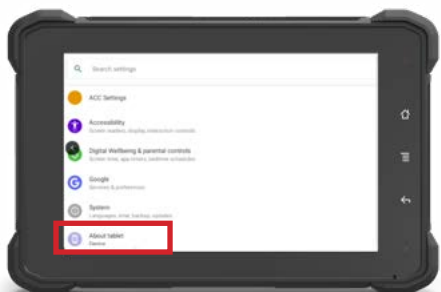 Search settings
ACC Settings
Accessibility
Screen readers, display, interaction controls
Digital Wellbeing & parental controls
Screen time, app timers, bedtime schedules
Google
Services & preferences
System
Languages, time, backup, updates
About tablet